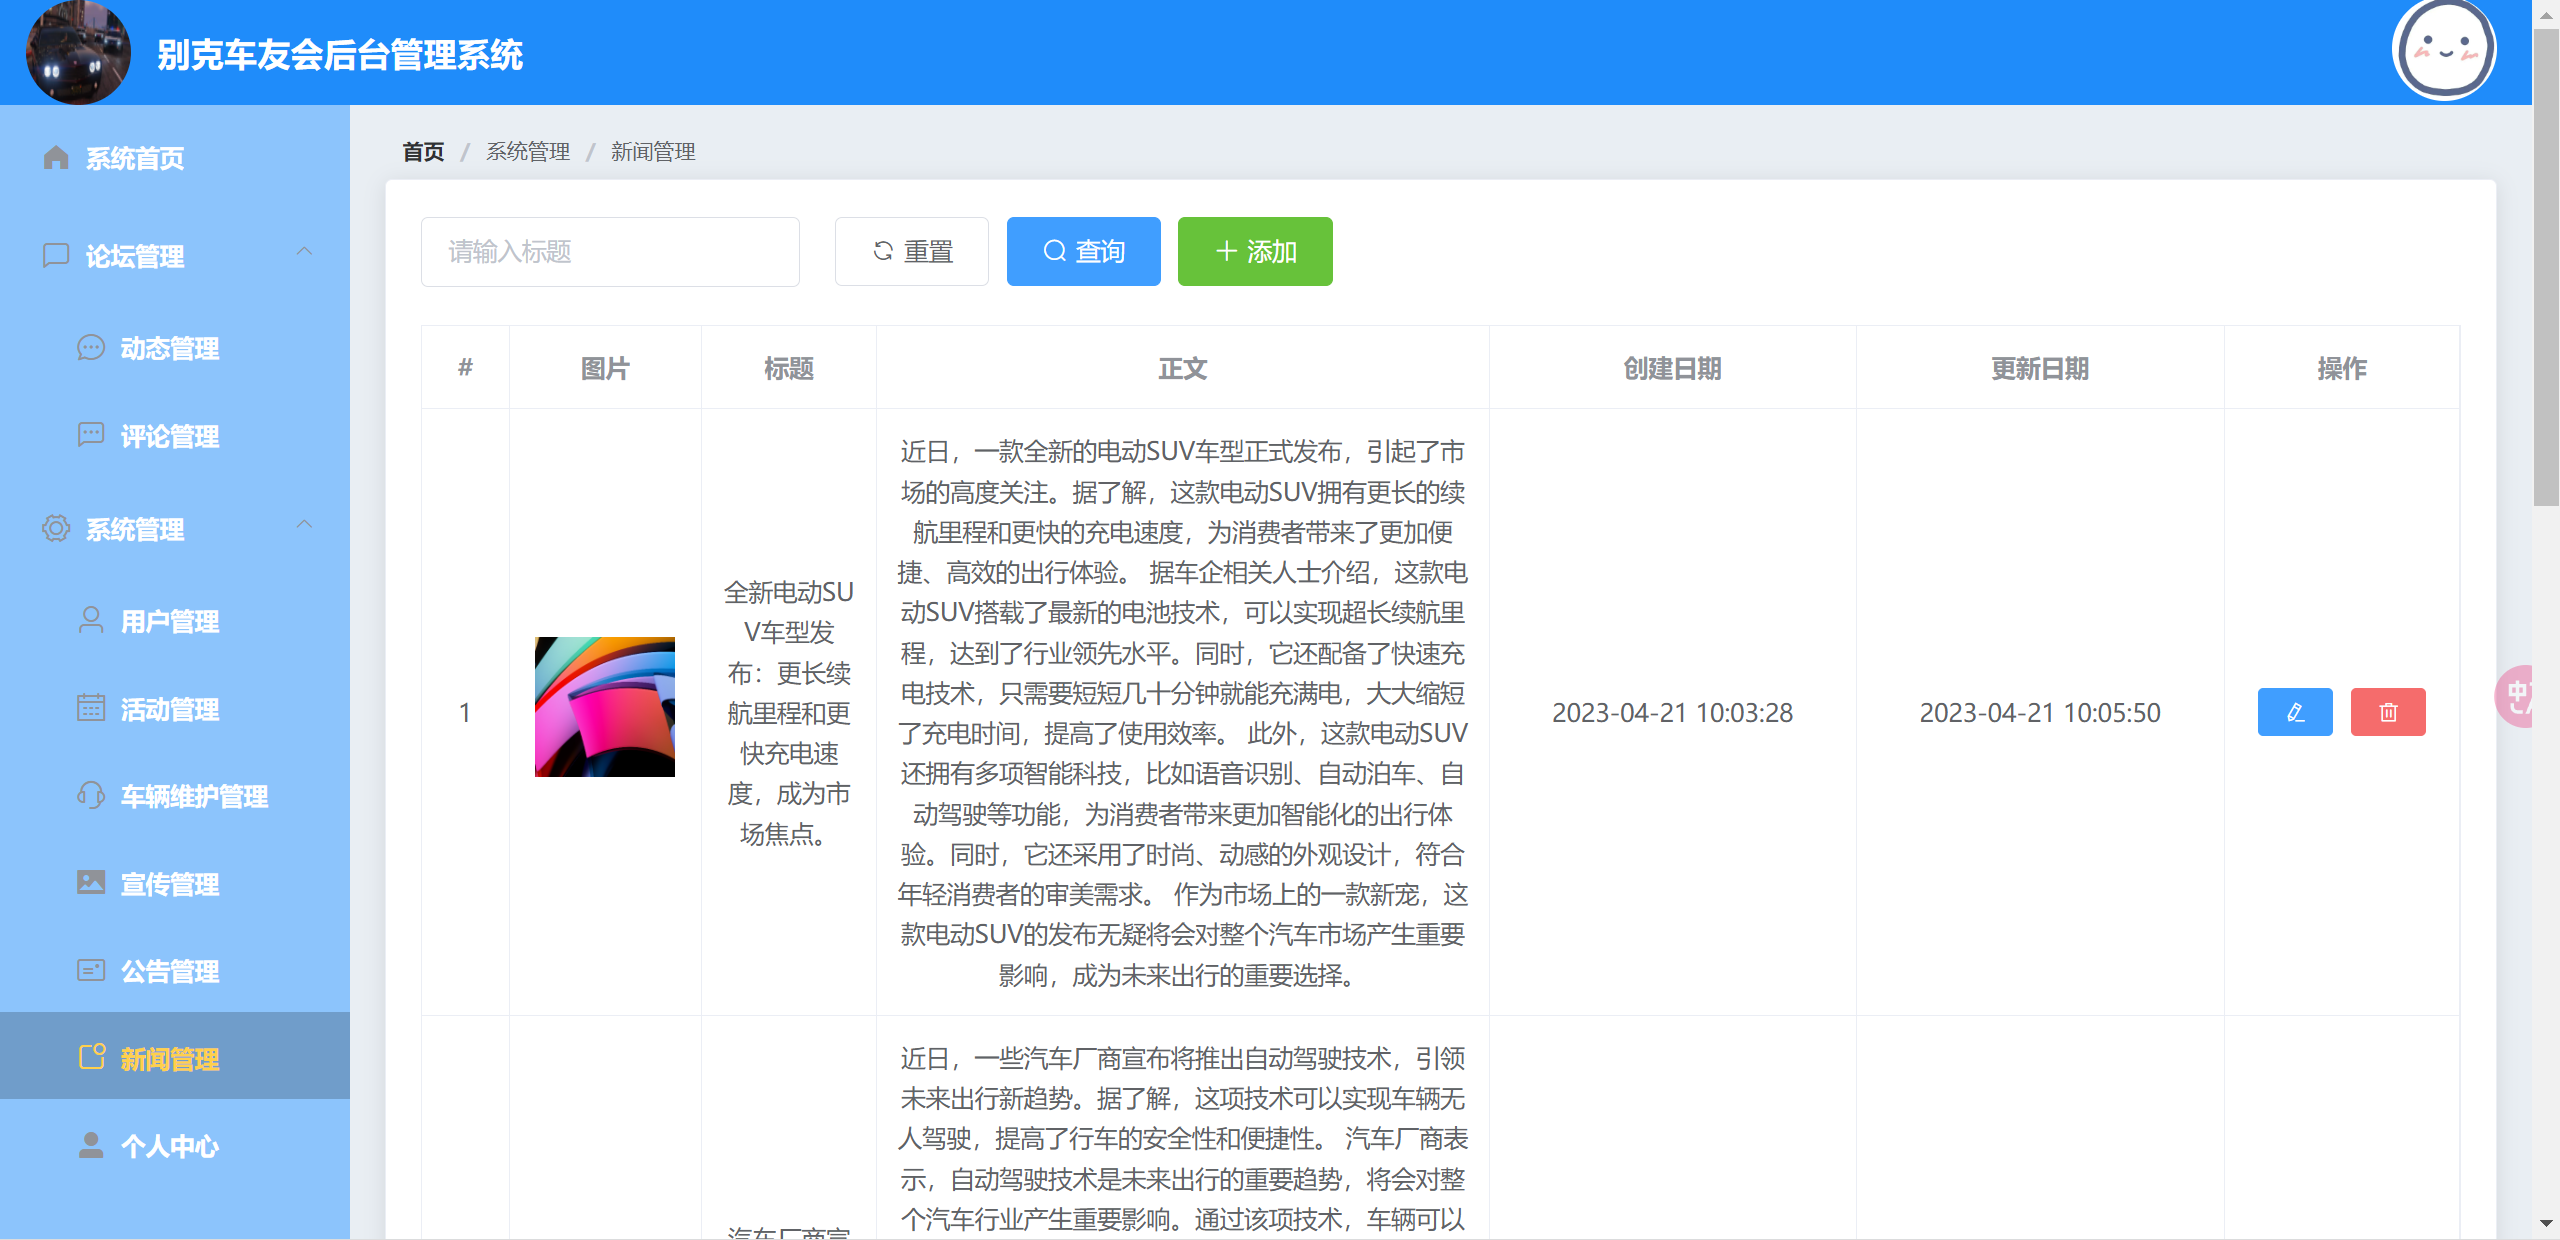 别克车友会后台管理系统
系统首页
论坛管理
动态管理
评论管理
系统管理
用户管理
活动管理
车辆维护管理
宣传管理
公告管理
新闻管理
个人中心
首页 / 系统管理 / 新闻管理
请输入标题 重置 查询 添加
# 图片 标题 正文 创建日期 更新日期 操作
1
全新电动SU
V车型发
布：更长续
航里程和更
快充电速
度，成为市
场焦点。
近日，一款全新的电动SUV车型正式发布，引起了市
场的高度关注。据了解，这款电动SUV拥有更长的续
航里程和更快的充电速度，为消费者带来了更加便
捷、高效的出行体验。 据车企相关人士介绍，这款电
动SUV搭载了最新的电池技术，可以实现超长续航里
程，达到了行业领先水平。同时，它还配备了快速充
电技术，只需要短短几十分钟就能充满电，大大缩短
了充电时间，提高了使用效率。 此外，这款电动SUV
还拥有多项智能科技，比如语音识别、自动泊车、自
动驾驶等功能，为消费者带来更加智能化的出行体
验。同时，它还采用了时尚、动感的外观设计，符合
年轻消费者的审美需求。 作为市场上的一款新宠，这
款电动SUV的发布无疑将会对整个汽车市场产生重要
影响，成为未来出行的重要选择。
2023-04-21 10:03:28
2023-04-21 10:05:50
汽车厂商宣
近日，一些汽车厂商宣布将推出自动驾驶技术，引领
未来出行新趋势。据了解，这项技术可以实现车辆无
人驾驶，提高了行车的安全性和便捷性。 汽车厂商表
示，自动驾驶技术是未来出行的重要趋势，将会对整
个汽车行业产生重要影响。通过该项技术，车辆可以
中